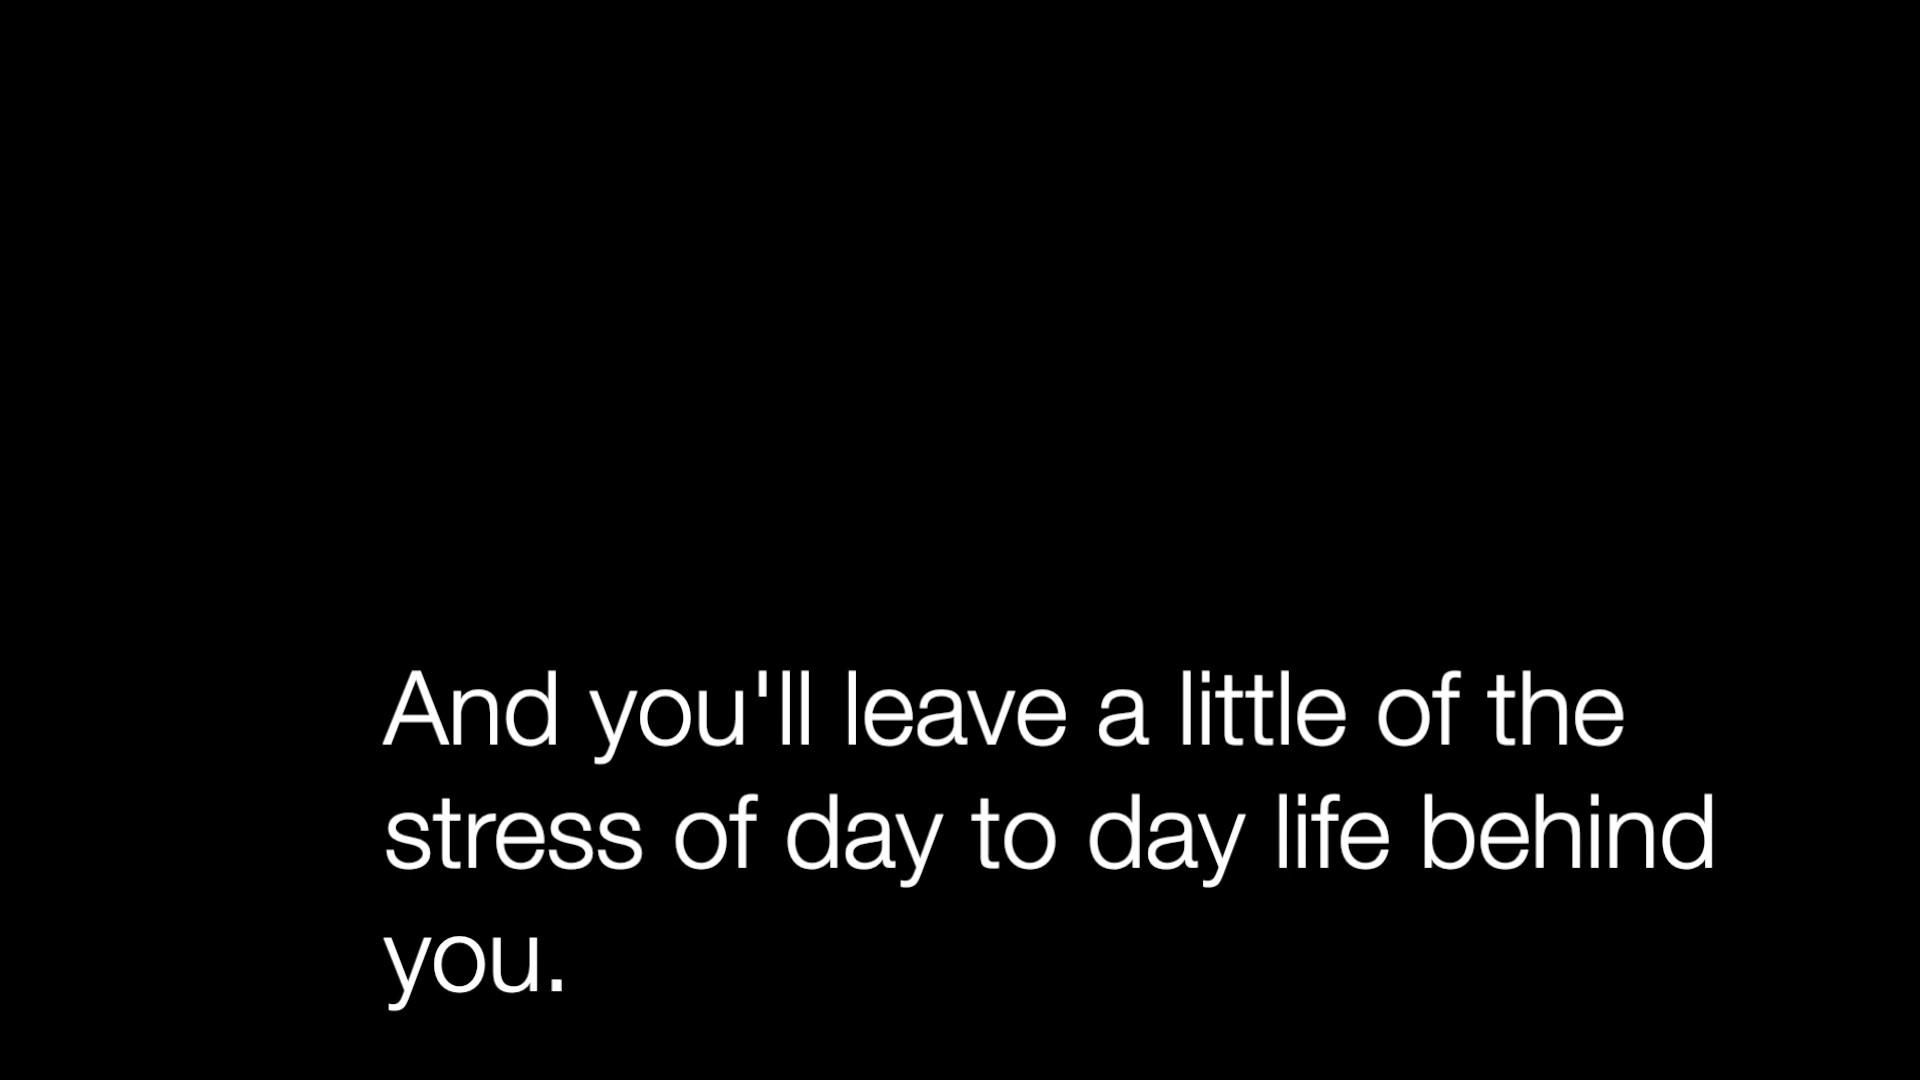 And you'll leave a little of the
stress of day to day life behind
you.